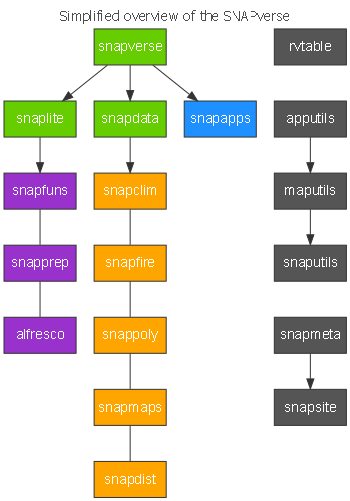 Simplified overview of the SNAPverse
snapverse
rvtable
snaplite
snapdata
snapapps
apputils
snapfuns
snapclim
maputils
snapprep
snapfire
snaputils
alfresco
snappoly
snapmeta
snapmaps
snapsite
snapdist